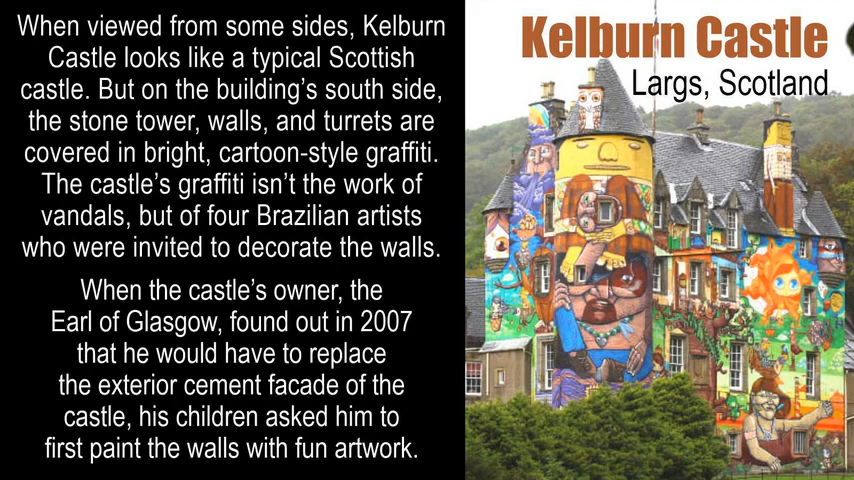 When viewed from some sides, Kelburn
Castle looks like a typical Scottish
castle. But on the building’s south side,
the stone tower, walls, and turrets are
covered in bright, cartoon-style graffiti.
The castle’s graffiti isn’t the work of
vandals, but of four Brazilian artists
who were invited to decorate the walls.
When the castle’s owner, the
Earl of Glasgow, found out in 2007
that he would have to replace
the exterior cement facade of the
castle, his children asked him to
first paint the walls with fun artwork.
Kelburn Castle
Largs, Scotland